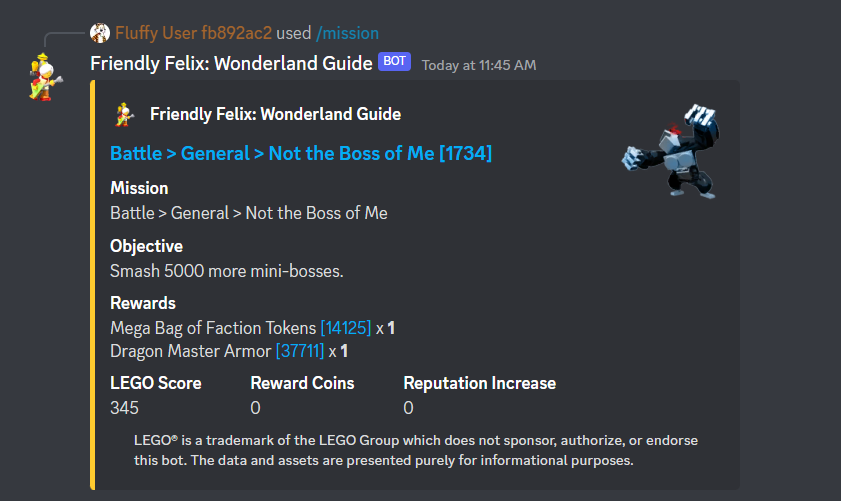 Fluffy User fb892ac2 used /mission
Friendly Felix: Wonderland Guide BOT Today at 11:45 AM
Friendly Felix: Wonderland Guide
Battle > General > Not the Boss of Me [1734]
Mission
Battle > General > Not the Boss of Me
Objective
Smash 5000 more mini-bosses.
Rewards
Mega Bag of Faction Tokens [14125] x 1
Dragon Master Armor [37711] x 1
LEGO Score Reward Coins Reputation Increase
345 0 0
LEGO® is a trademark of the LEGO Group which does not sponsor, authorize, or endorse
this bot. The data and assets are presented purely for informational purposes.